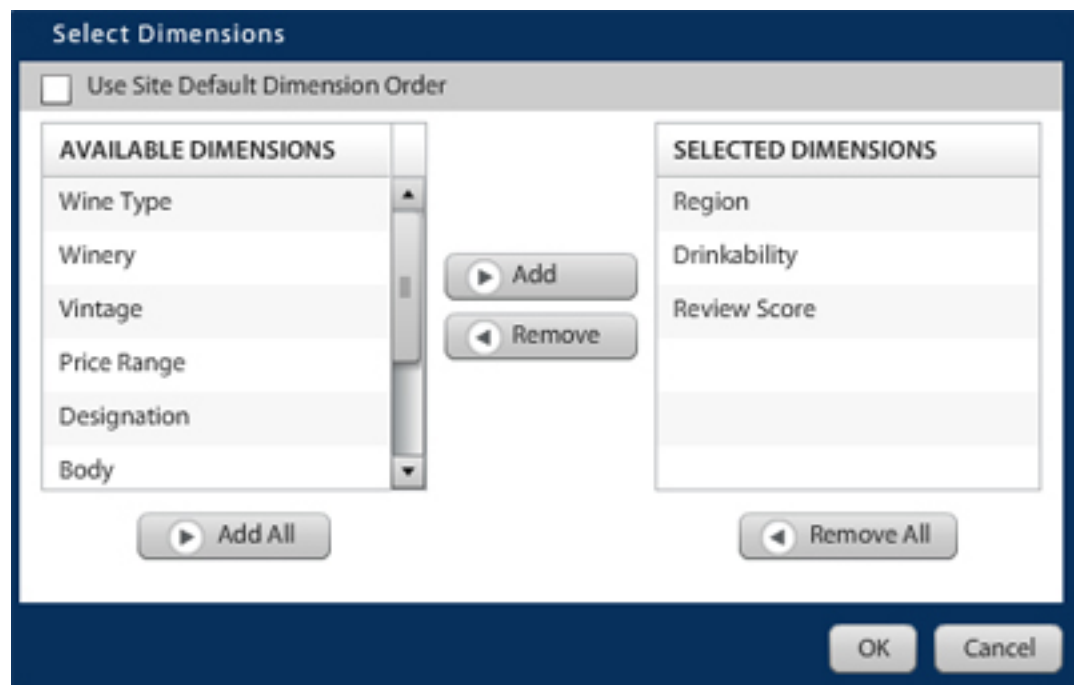 Select Dimensions
Use Site Default Dimension Order
AVAILABLE DIMENSIONS
Wine Type
Winery
Vintage
Price Range
Designation
Body
Add
Remove
SELECTED DIMENSIONS
Region
Drinkability
Review Score
Add All
Remove All
OK
Cancel